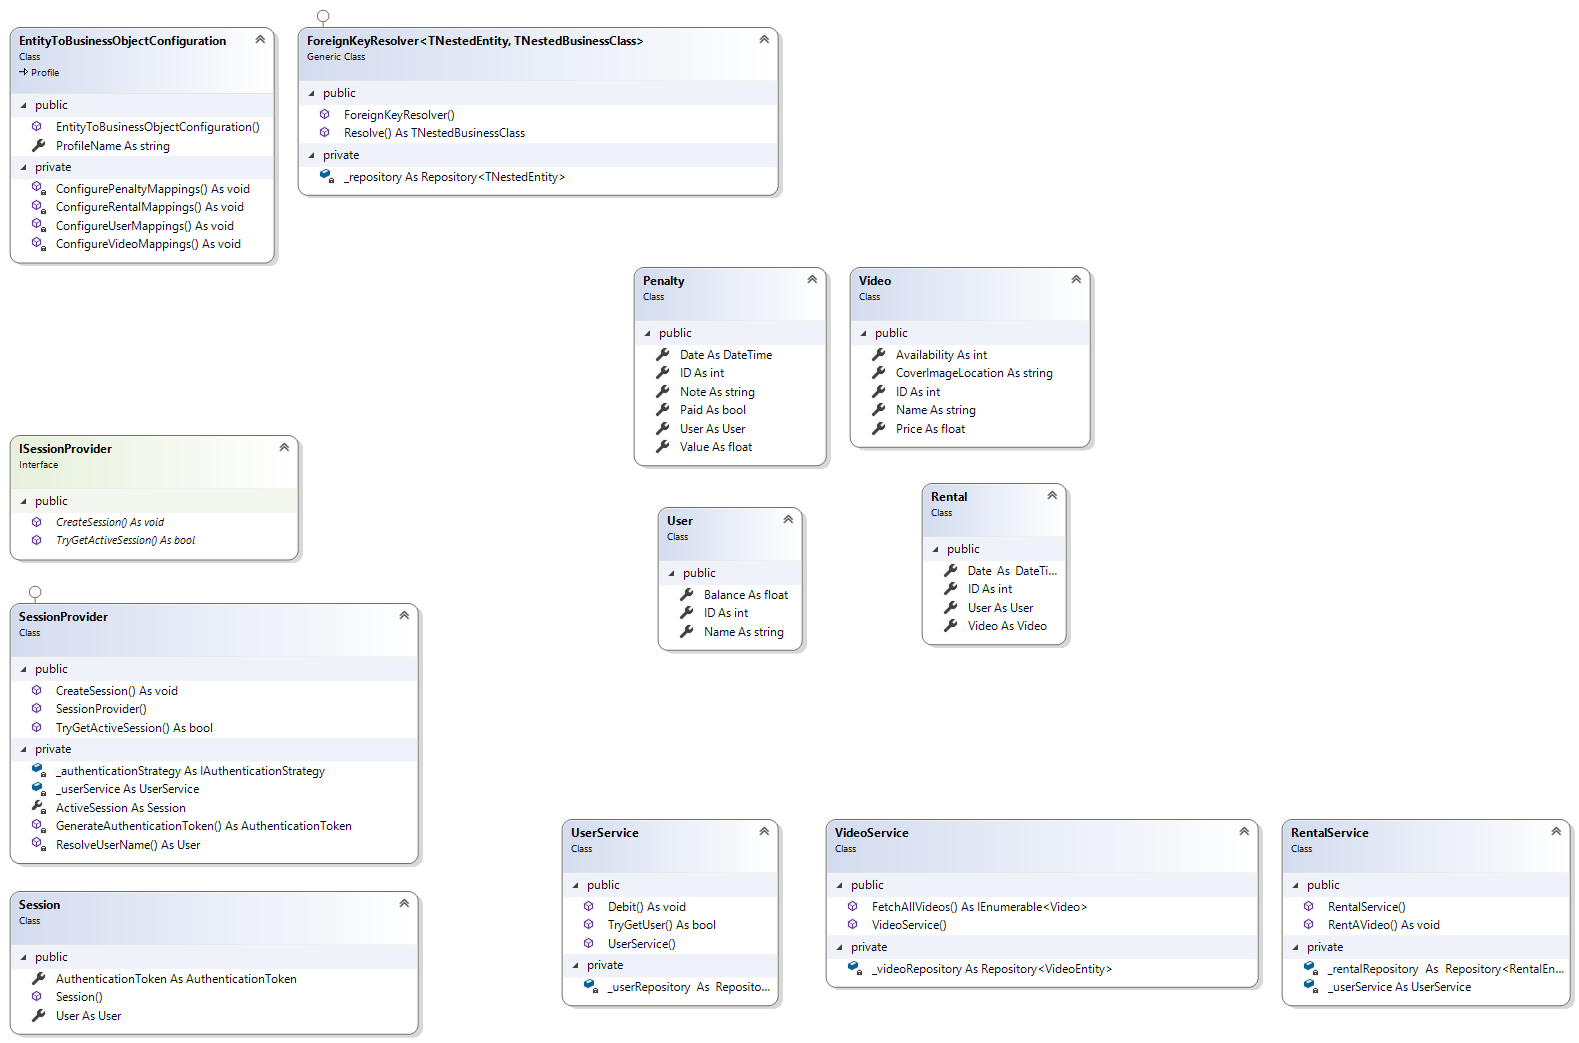 EntityToBusinessObjectConfiguration
Class
Profile
public
EntityToBusinessObjectConfiguration()
ProfileName As string
private
ConfigurePenaltyMappings() As void
ConfigureRentalMappings() As void
ConfigureUserMappings() As void
ConfigureVideoMappings() As void
ForeignKeyResolver<TNestedEntity, TNestedBusinessClass>
Generic Class
public
ForeignKeyResolver()
Resolve() As TNestedBusinessClass
private
_repository As Repository<TNestedEntity>
Penalty
Class
public
Date As DateTime
ID As int
Note As string
Paid As bool
User As User
Value As float
Video
Class
public
Availability As int
CoverImageLocation As string
ID As int
Name As string
Price As float
ISessionProvider
Interface
public
CreateSession() As void
TryGetActiveSession() As bool
User
Class
public
Balance As float
ID As int
Name As string
Rental
Class
public
Date As DateTi...
ID As int
User As User
Video As Video
SessionProvider
Class
public
CreateSession() As void
SessionProvider()
TryGetActiveSession() As bool
private
_authenticationStrategy As IAuthenticationStrategy
_userService As UserService
ActiveSession As Session
GenerateAuthenticationToken() As AuthenticationToken
ResolveUserName() As User
Session
Class
public
AuthenticationToken As AuthenticationToken
Session()
User As User
UserService
Class
public
Debit() As void
TryGetUser() As bool
UserService()
private
_userRepository As Reposito...
VideoService
Class
public
FetchAllVideos() As IEnumerable<Video>
VideoService()
private
_videoRepository As Repository<VideoEntity>
RentalService
Class
public
RentalService()
RentAVideo() As void
private
_rentalRepository As Repository<RentalEn...
_userService As UserService